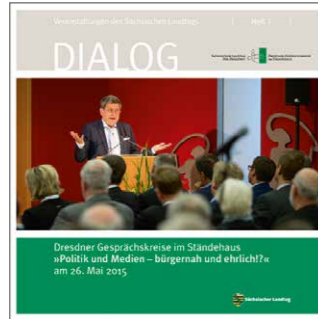 Veranstaltungen des Sächsischen Landtags | Heft
DIALOG
Dresdner Gesprächskreise im Ständehaus
»Politik und Medien – bürgernah und ehrlich!?«
am 26. Mai 2015
Sächsischer Landtag